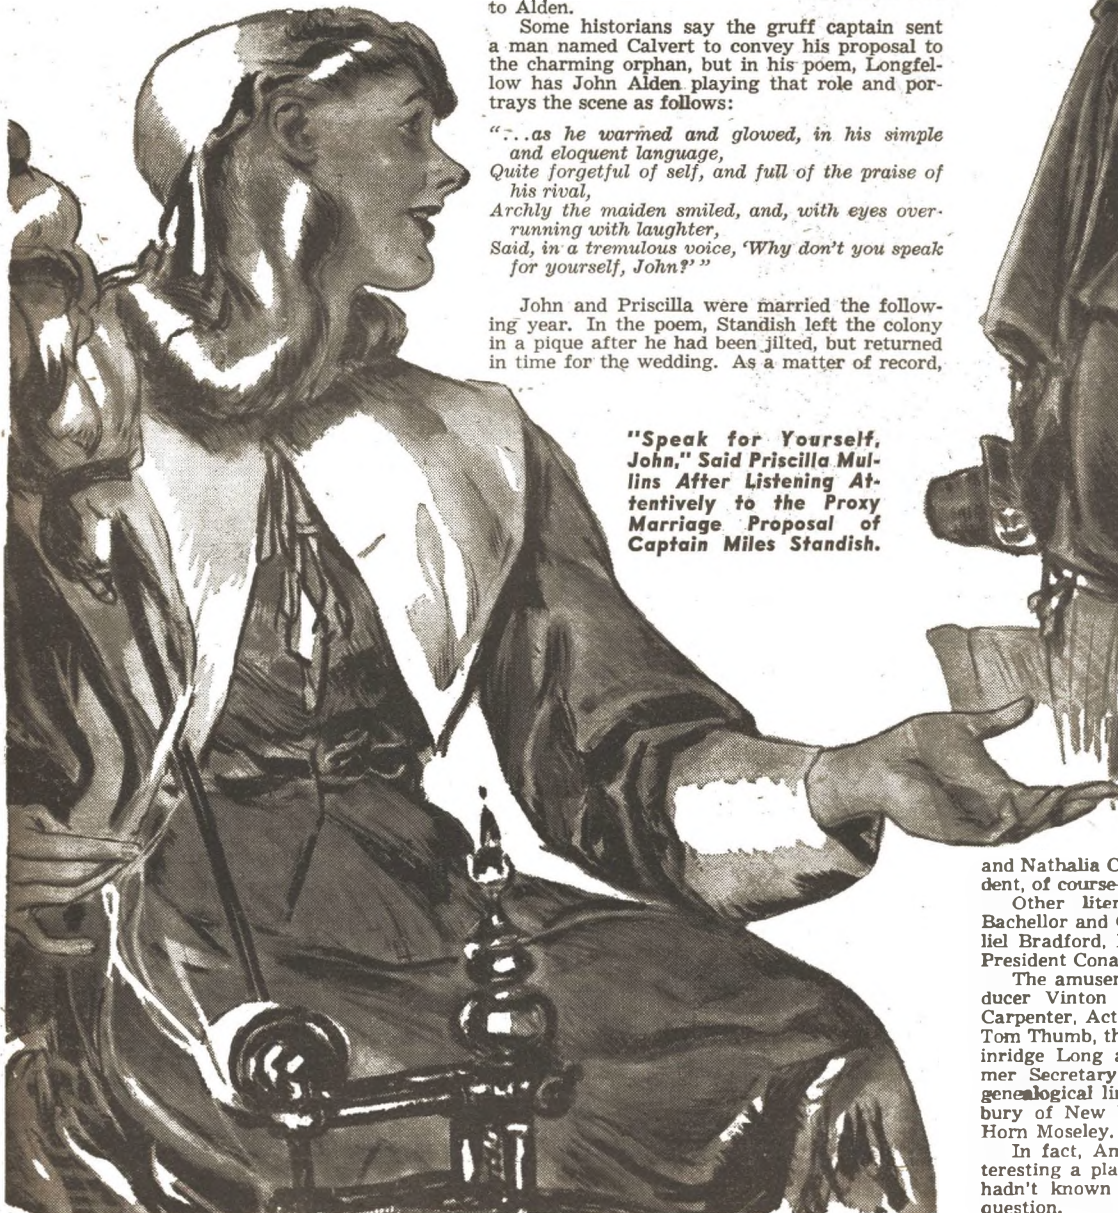 to Alden.
Some historians say the gruff captain sent
a man named Calvert to convey his proposal to
the charming orphan, but in his poem, Longfel-
low has John Alden playing that role and por-
trays the scene as follows:
"...as he warmed and glowed, in his simple
and eloquent language,
Quite forgetful of self, and full of the praise of
his rival,
Archly the maiden smiled, and, with eyes over-
running with laughter,
Said, in a tremulous voice, 'Why don't you speak
for yourself, John?' "
John and Priscilla were married the follow-
ing year. In the poem, Standish left the colony
in a pique after he had been jilted, but returned
in time for the wedding. As a matter of record,
"Speak for Yourself,
John," Said Priscilla Mul-
lins After Listening At-
tentively to the Proxy
Marriage Proposal of
Captain Miles Standish.
and Nathalia
dent, of course
Other
Bachellor and
liel Bradford,
President
The
ducer Vinton
Carpenter,
Tom Thumb,
inridge Long
mer Secretary
genealogical
bury of New
Horn Moseley.
In fact,
teresting a
hadn't known
question.